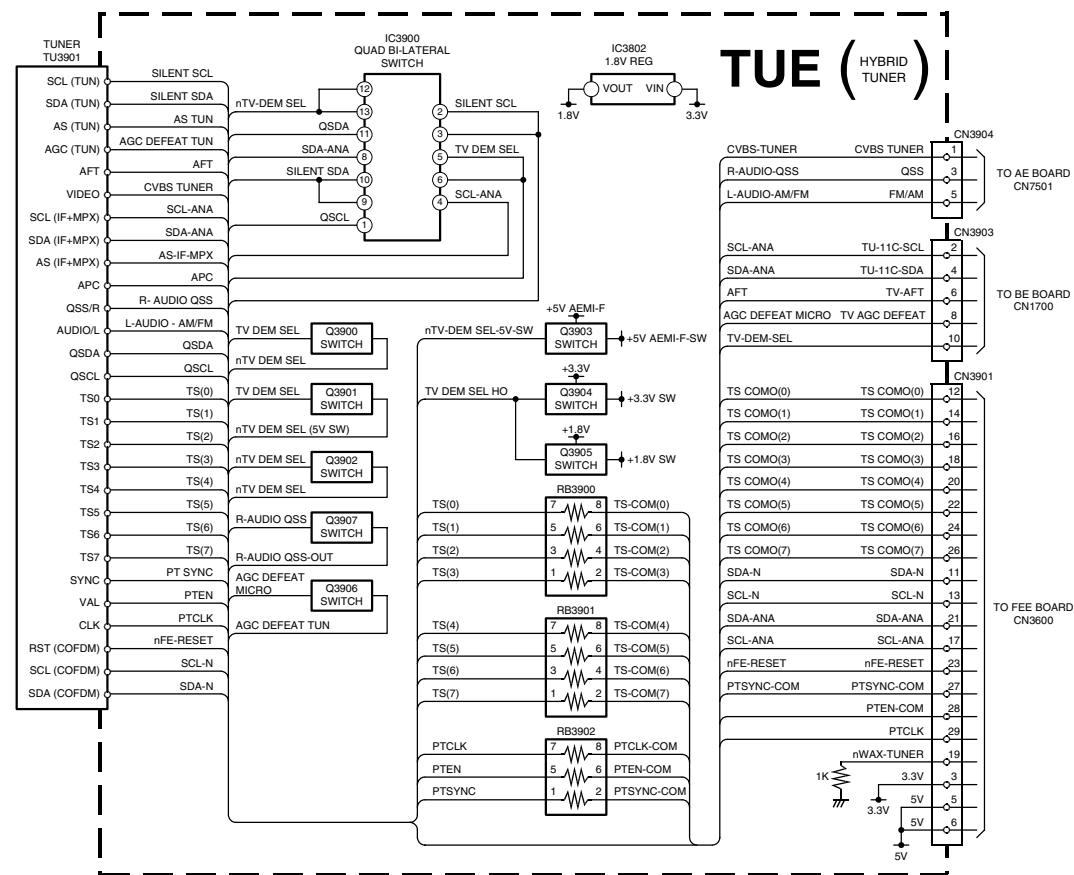 TUNER
TU3901
SCL (TUN)
SDA (TUN)
AS (TUN)
AGC (TUN)
AFT
VIDEO
SCL (IF+MPX)
SDA (IF+MPX)
AS (IF+MPX)
APC
QSS/R
AUDIO/L
QSDA
QSCL
TS0
TS1
TS2
TS3
TS4
TS5
TS6
TS7
SYNC
VAL
CLK
RST (COFDM)
SCL (COFDM)
SDA (COFDM)
SILENT SCL
SILENT SDA
AS TUN
AGC DEFEAT TUN
AFT
CVBS TUNER
SCL-ANA
SDA-ANA
AS-IF-MPX
APC
R- AUDIO QSS
L-AUDIO - AM/FM
QSDA
QSCL
TS(0)
TS(1)
TS(2)
TS(3)
TS(4)
TS(5)
TS(6)
TS(7)
PT SYNC
PTEN
PTCLK
nFE-RESET
SCL-N
SDA-N
IC3900
QUAD BI-LATERAL
SWITCH
nTV-DEM SEL
QSDA
SDA-ANA
SILENT SDA
QSCL
12
13
11
8
10
9
1
2
3
5
6
4
SILENT SCL
TV DEM SEL
SCL-ANA
IC3802
1.8V REG
VOUT VIN
1.8V
3.3V
TUE (HYBRID
TUNER)
TV DEM SEL
Q3900
SWITCH
nTV DEM SEL
TV DEM SEL
Q3901
SWITCH
nTV DEM SEL (5V SW)
nTV DEM SEL
Q3902
SWITCH
nTV DEM SEL
R-AUDIO QSS
Q3907
SWITCH
R-AUDIO QSS-OUT
AGC DEFEAT
MICRO
Q3906
SWITCH
AGC DEFEAT TUN
+5V AEMI-F
nTV-DEM SEL-5V-SW
Q3903
SWITCH
+5V AEMI-F-SW
+3.3V
TV DEM SEL HO
Q3904
SWITCH
+3.3V SW
+1.8V
Q3905
SWITCH
+1.8V SW
RB3900
TS(0) 7 8 TS-COM(0)
TS(1) 5 6 TS-COM(1)
TS(2) 3 4 TS-COM(2)
TS(3) 1 2 TS-COM(3)
RB3901
TS(4) 7 8 TS-COM(4)
TS(5) 5 6 TS-COM(5)
TS(6) 3 4 TS-COM(6)
TS(7) 1 2 TS-COM(7)
RB3902
PTCLK 7 8 PTCLK-COM
PTEN 5 6 PTEN-COM
PTSYNC 1 2 PTSYNC-COM
CN3904
CVBS-TUNER CVBS TUNER 1
R-AUDIO-QSS QSS 3
L-AUDIO-AM/FM FM/AM 5
TO AE BOARD
CN7501
CN3903
SCL-ANA TU-11C-SCL 2
SDA-ANA TU-11C-SDA 4
AFT TV-AFT 6
AGC DEFEAT MICRO TV AGC DEFEAT 8
TV-DEM-SEL 10
TO BE BOARD
CN1700
CN3901
TS COMO(0) TS COMO(0) 12
TS COMO(1) TS COMO(1) 14
TS COMO(2) TS COMO(2) 16
TS COMO(3) TS COMO(3) 18
TS COMO(4) TS COMO(4) 20
TS COMO(5) TS COMO(5) 22
TS COMO(6) TS COMO(6) 24
TS COMO(7) TS COMO(7) 26
SDA-N SDA-N 11
SCL-N SCL-N 13
SDA-ANA SDA-ANA 21
SCL-ANA SCL-ANA 17
nFE-RESET nFE-RESET 23
PTSYNC-COM PTSYNC-COM 27
PTEN-COM 28
PTCLK 29
nWAX-TUNER 19
1K
3.3V 3
3.3V
5V 5
5V 6
5V
TO FEE BOARD
CN3600